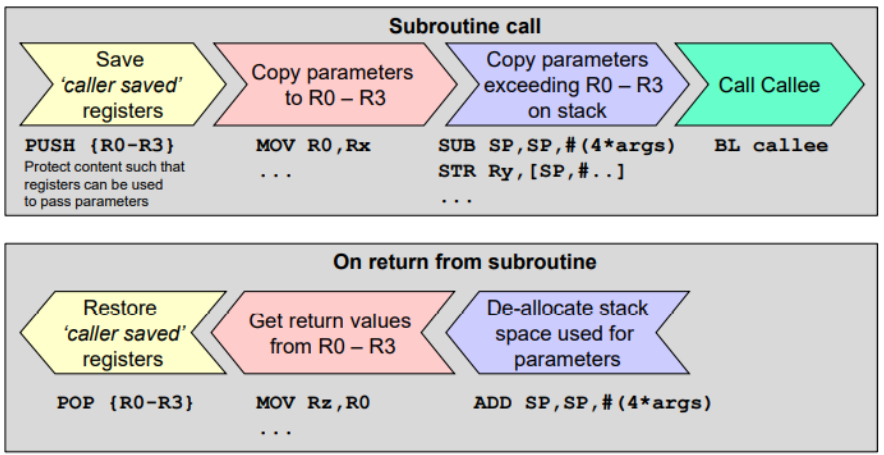 Subroutine call
Save
'caller saved'
registers
Copy parameters
to R0 – R3
Copy parameters
exceeding R0 – R3
on stack
Call Callee
PUSH {R0-R3}
Protect content such that
registers can be used
to pass parameters
MOV R0,Rx
...
SUB SP,SP,#(4*args)
STR Ry,[SP,#..]
...
BL callee
On return from subroutine
Restore
'caller saved'
registers
Get return values
from R0 – R3
De-allocate stack
space used for
parameters
POP {R0-R3}
MOV Rz,R0
...
ADD SP,SP,#(4*args)